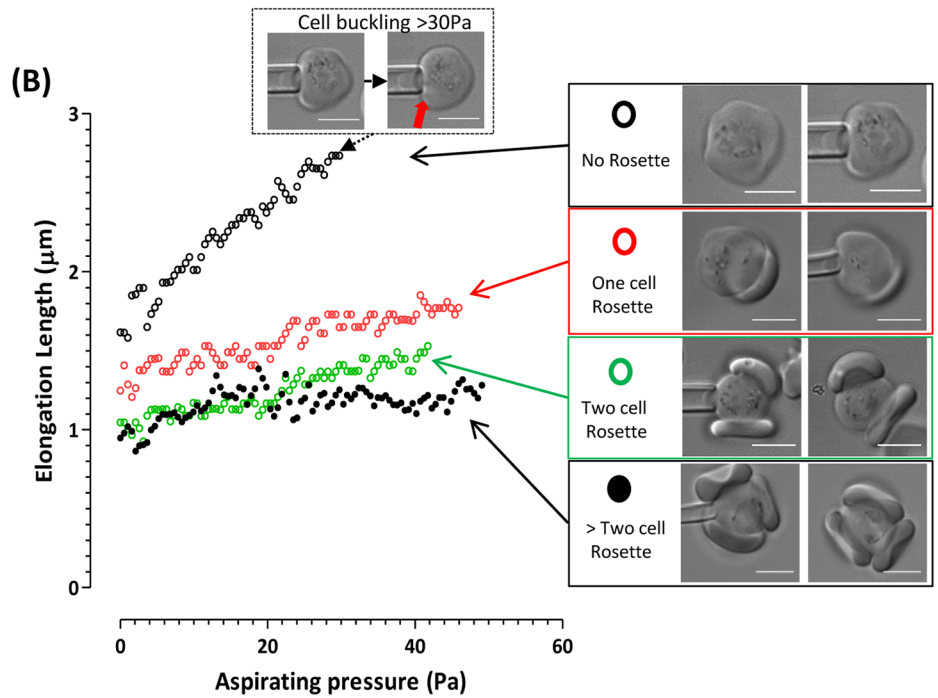 Cell buckling >30Pa
(B)
3
2
1
0
Elongation Length (μm)
0
20
40
60
Aspirating pressure (Pa)
No Rosette
One cell
Rosette
Two cell
Rosette
> Two cell
Rosette